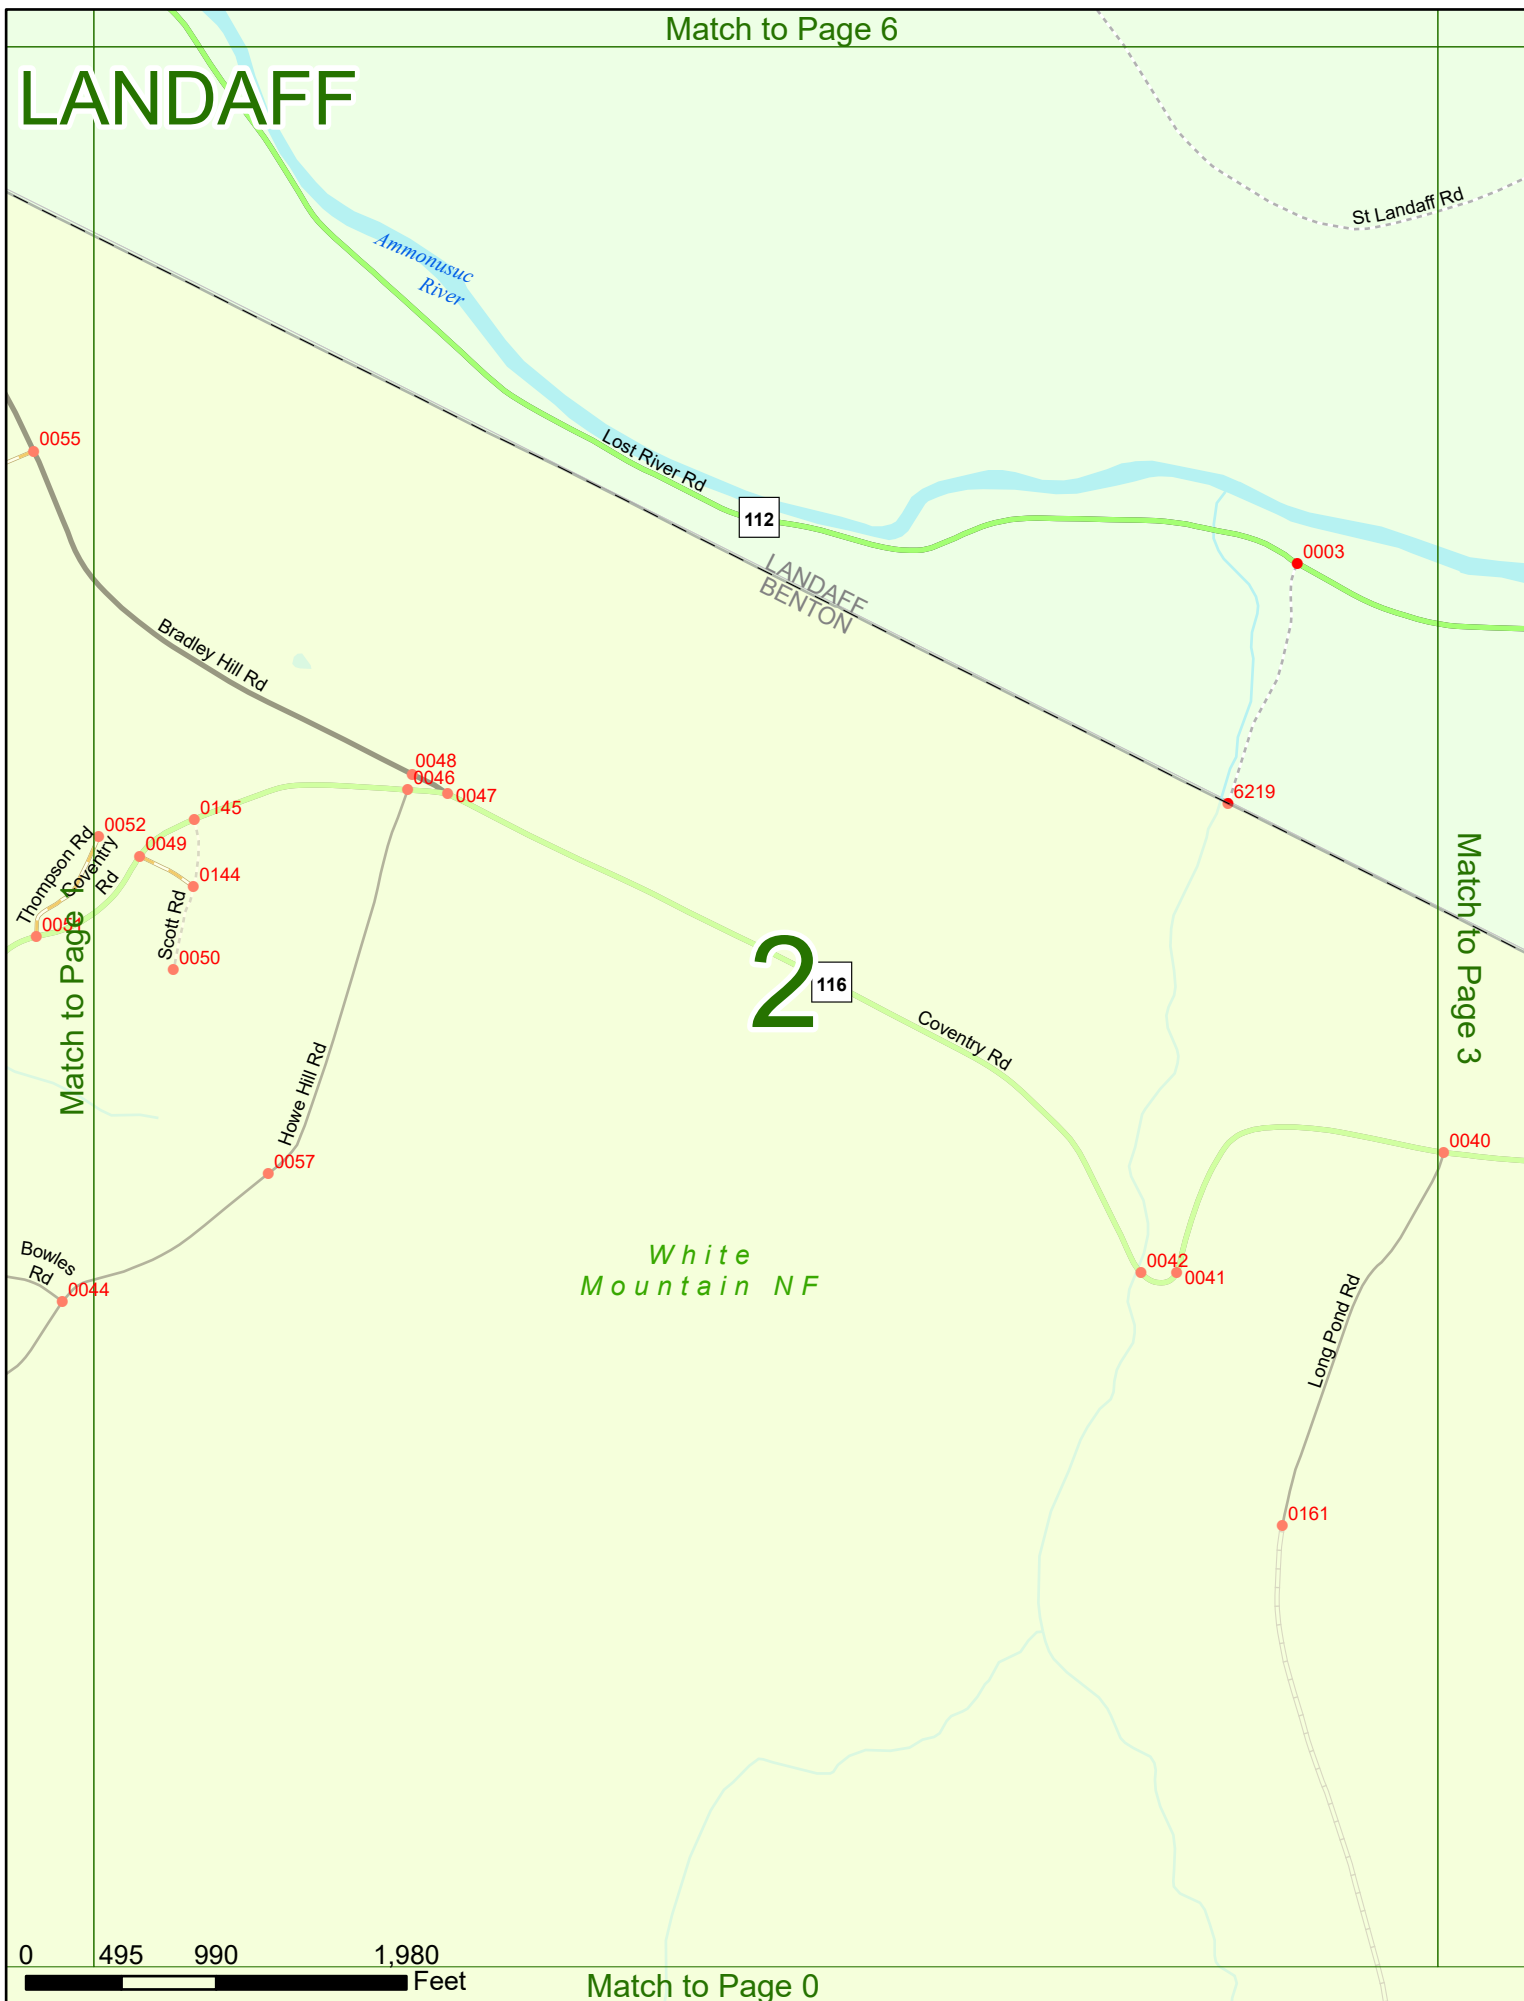 Match to Page 6
LANDAFF
St Landaff Rd
Ammonusuc
River
0055
Lost River Rd
112
0003
LANDAFF
BENTON
Bradley Hill Rd
0048
0046
0047
6219
0145
0052
0049
Thompson Rd
Coventry
Rd
0144
0051
Scott Rd
0050
Match to Page 1
Match to Page 3
2
116
Coventry Rd
Howe Hill Rd
0057
0040
Bowles
Rd
0044
White
Mountain NF
0042
0041
Long Pond Rd
0161
0 495 990 1,980
Feet
Match to Page 0